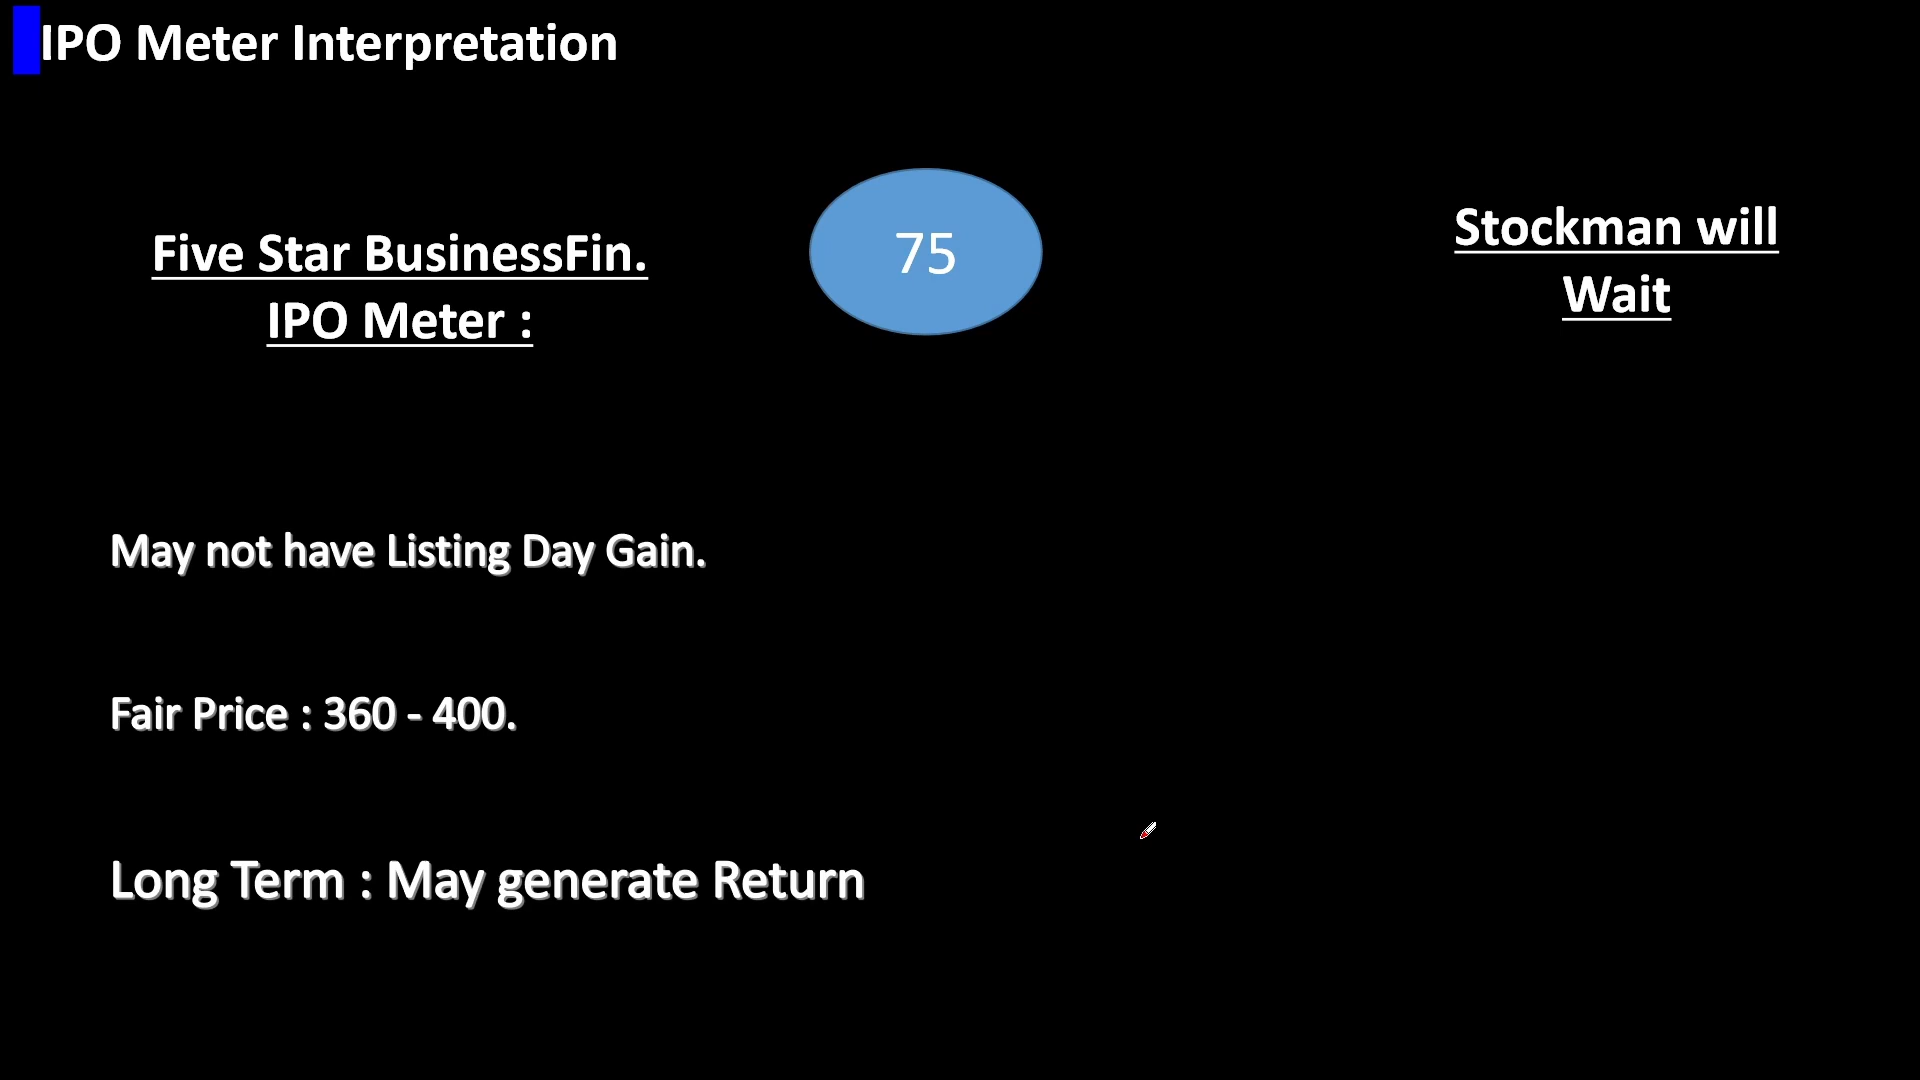 IPO Meter Interpretation
Five Star BusinessFin.
IPO Meter :
75
Stockman will
Wait
May not have Listing Day Gain.
Fair Price : 360 - 400.
Long Term : May generate Return